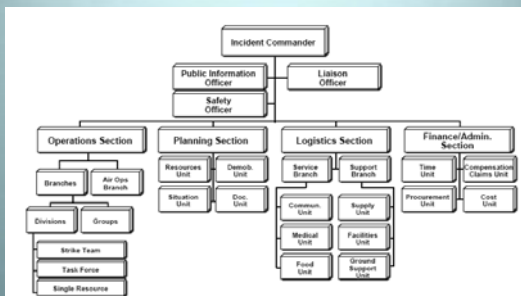 Incident Commander
Public Information
Officer
Liaison
Officer
Safety
Officer
Operations Section
Planning Section
Logistics Section
Finance/Admin.
Section
Branches
Air Ops
Branch
Divisions
Groups
Strike Team
Task Force
Single Resource
Resources
Unit
Demob.
Unit
Situation
Unit
Doc.
Unit
Service
Branch
Support
Branch
Commun.
Unit
Supply
Unit
Medical
Unit
Facilities
Unit
Food
Unit
Ground
Support
Unit
Time
Unit
Compensation
Claims Unit
Procurement
Unit
Cost
Unit